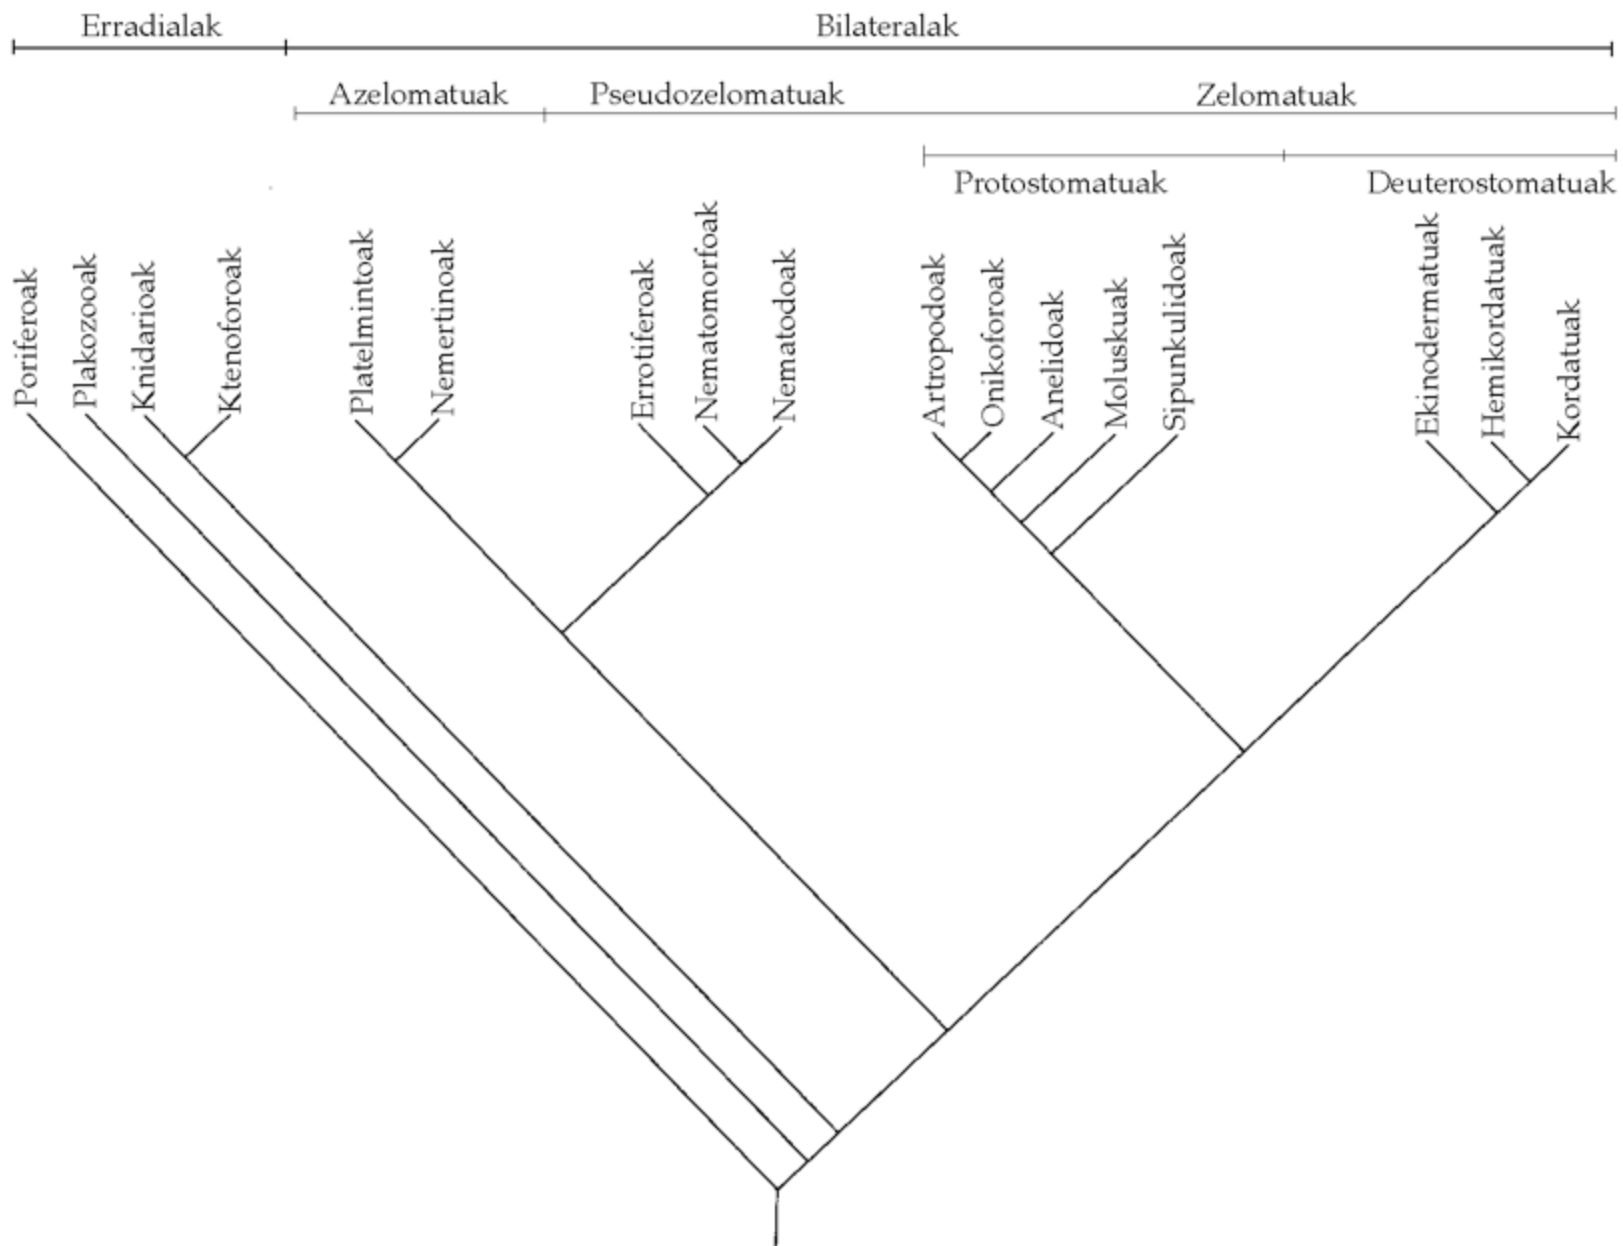 Erradialak
Bilateralak
Azelomatuak
Pseudozelomatuak
Zelomatuak
Protostomatuak
Deuterostomatuak
Poriferoak
Plakozooak
Knidarioak
Ktenoforoak
Platelmintoak
Nemertinoak
Errotiferoak
Nematomorfoak
Nematodoak
Artropodoak
Onikoforoak
Anelidoak
Moluskuak
Sipunkulidoak
Ekinodermatuak
Hemikordatuak
Kordatuak